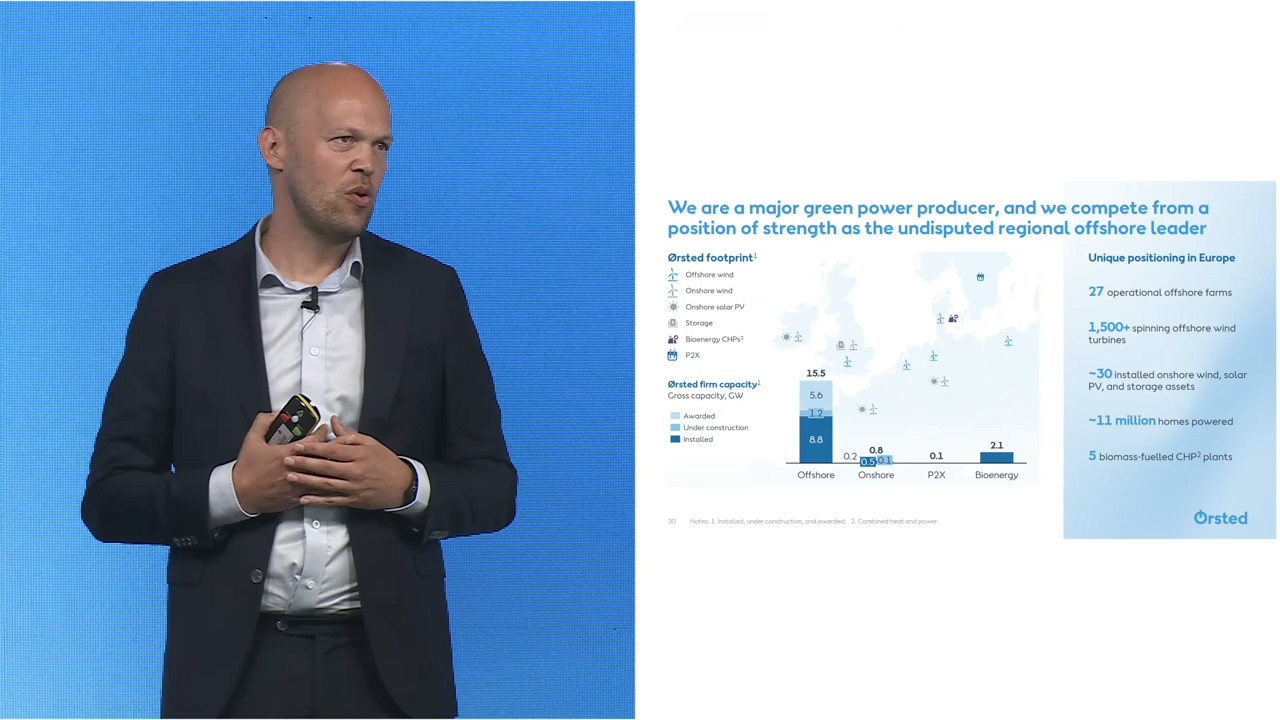 We are a major green power producer, and we compete from a
position of strength as the undisputed regional offshore leader
Ørsted footprint1
Offshore wind
Onshore wind
Onshore solar PV
Storage
Bioenergy CHPs2
P2X
Ørsted firm capacity1
Gross capacity, GW
Awarded
Under construction
Installed
15.5
5.6
1.2
8.8
Offshore
0.8
0.2
0.5 0.1
Onshore
0.1
P2X
2.1
Bioenergy
Unique positioning in Europe
27 operational offshore farms
1,500+ spinning offshore wind
turbines
~30 installed onshore wind, solar
PV, and storage assets
~11 million homes powered
5 biomass-fuelled CHP2 plants
Ørsted
30 Notes: 1. Installed, under construction, and awarded. 2. Combined heat and power.